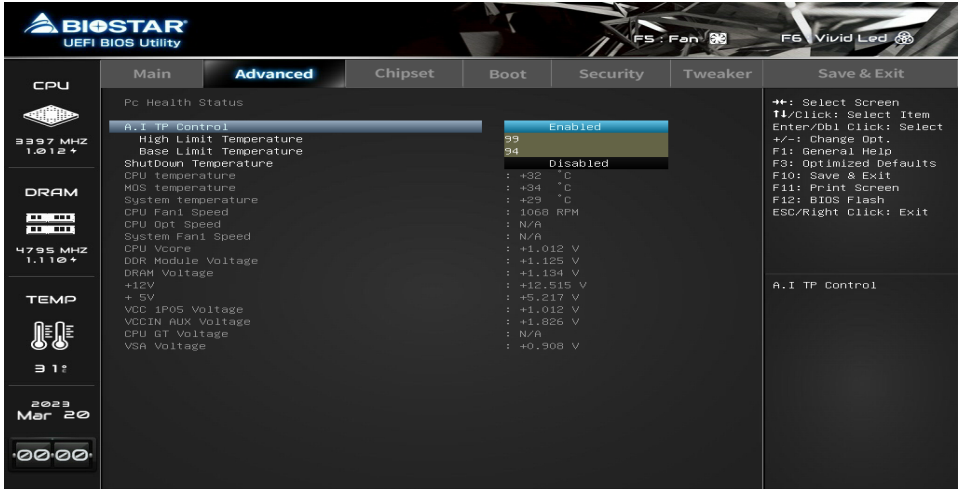 BIOSTAR®
UEFI BIOS Utility
F5 : Fan
F6 Vivid Led
CPU
3397 MHZ
1.012
DRAM
4795 MHZ
1.110
TEMP
31
2023
Mar 20
00:00
Main Advanced Chipset Boot Security Tweaker Save & Exit
Pc Health Status
A.I TP Control Enabled
High Limit Temperature 99
Base Limit Temperature 94
ShutDown Temperature Disabled
CPU temperature : +32 °C
MOS temperature : +34 °C
System temperature : +29 °C
CPU Fan1 Speed : 1068 RPM
CPU Opt Speed : N/A
System Fan1 Speed : N/A
CPU Vcore : +1.012 V
DDR Module Voltage : +1.125 V
DRAM Voltage : +1.134 V
+12V : +12.515 V
+ 5V : +5.217 V
VCC 1P05 Voltage : +1.012 V
VCCIN AUX Voltage : +1.826 V
CPU GT Voltage : N/A
VSA Voltage : +0.908 V
→←: Select Screen
↑↓/Click: Select Item
Enter/Dbl Click: Select
+/-: Change Opt.
F1: General Help
F3: Optimized Defaults
F10: Save & Exit
F11: Print Screen
F12: BIOS Flash
ESC/Right Click: Exit
A.I TP Control